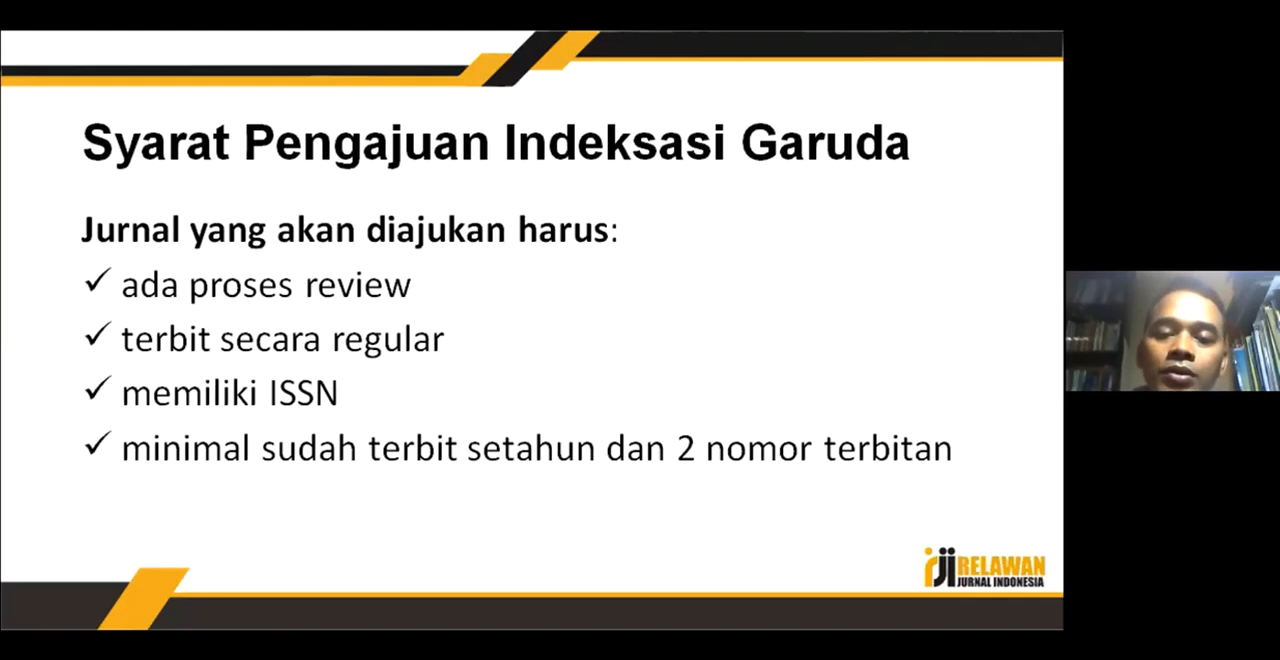 Syarat Pengajuan Indeksasi Garuda
Jurnal yang akan diajukan harus:
✓ ada proses review
✓ terbit secara regular
✓ memiliki ISSN
✓ minimal sudah terbit setahun dan 2 nomor terbitan
rji RELAWAN
JURNAL INDONESIA